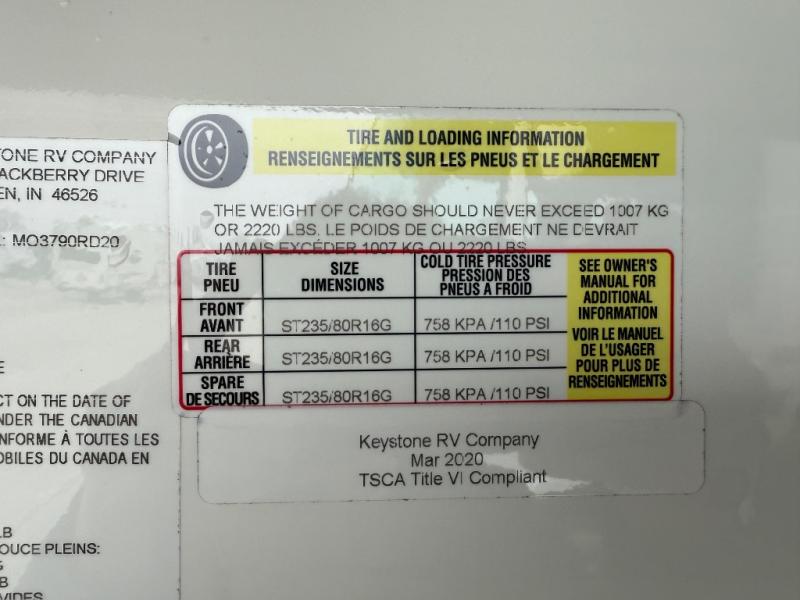 TONE RV COMPANY
ACKBERRY DRIVE
EN, IN 46526
: MO3790RD20
E
CT ON THE DATE OF
NDER THE CANADIAN
NFORME À TOUTES LES
OBILES DU CANADA EN
LB
OUCE PLEINS:
G
B
VIDES
TIRE AND LOADING INFORMATION
RENSEIGNEMENTS SUR LES PNEUS ET LE CHARGEMENT
THE WEIGHT OF CARGO SHOULD NEVER EXCEED 1007 KG
OR 2220 LBS. LE POIDS DE CHARGEMENT NE DEVRAIT
JAMAIS EXCÉDER 1007 KG OU 2220 LBS
TIRE PNEU SIZE DIMENSIONS COLD TIRE PRESSURE PRESSION DES PNEUS A FROID
FRONT AVANT ST235/80R16G 758 KPA /110 PSI
REAR ARRIÈRE ST235/80R16G 758 KPA /110 PSI
SPARE DE SECOURS ST235/80R16G 758 KPA /110 PSI
SEE OWNER'S
MANUAL FOR
ADDITIONAL
INFORMATION
VOIR LE MANUEL
DE L'USAGER
POUR PLUS DE
RENSEIGNEMENTS
Keystone RV Company
Mar 2020
TSCA Title VI Compliant